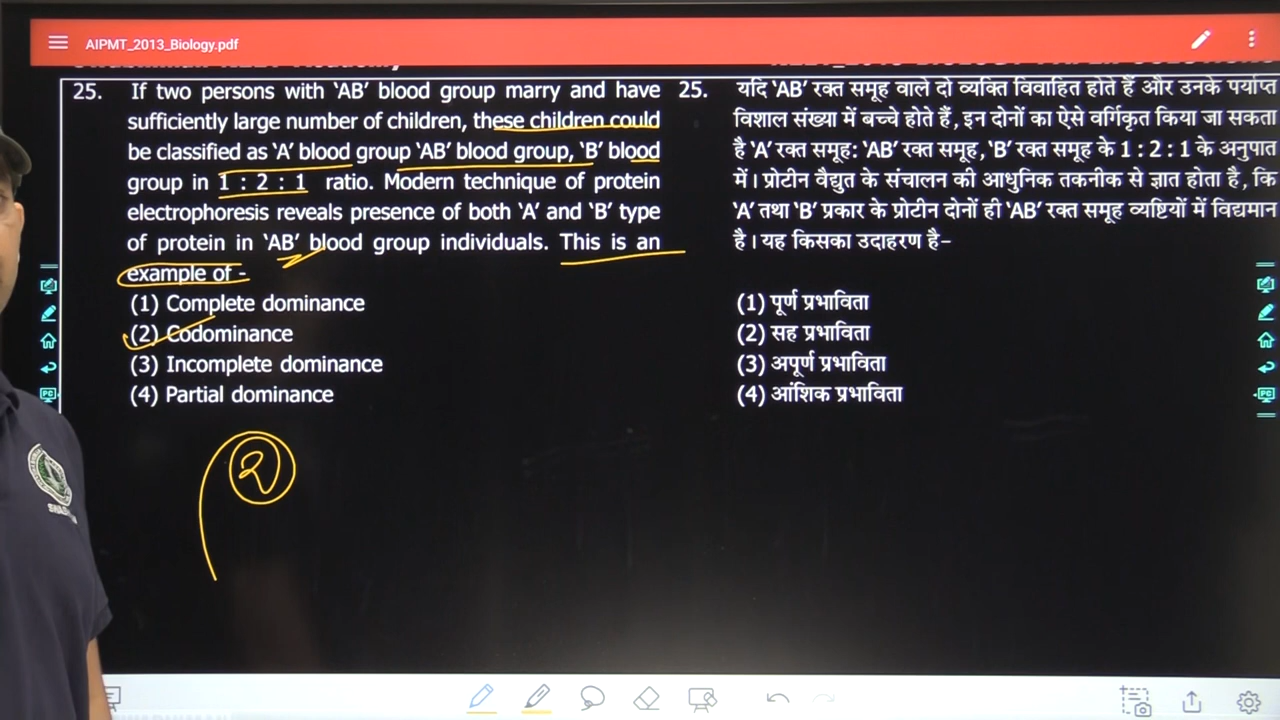 AIPMT_2013_Biology.pdf
25. If two persons with 'AB' blood group marry and have
sufficiently large number of children, these children could
be classified as 'A' blood group 'AB' blood group, 'B' blood
group in 1 : 2 : 1 ratio. Modern technique of protein
electrophoresis reveals presence of both 'A' and 'B' type
of protein in 'AB' blood group individuals. This is an
example of -
(1) Complete dominance
(2) Codominance
(3) Incomplete dominance
(4) Partial dominance
2
25. यदि 'AB' रक्त समूह वाले दो व्यक्ति विवाहित होते हैं और उनके पर्याप्त
विशाल संख्या में बच्चे होते हैं, इन दोनों का ऐसे वर्गिकृत किया जा सकता
है 'A' रक्त समूह: 'AB' रक्त समूह, 'B' रक्त समूह के 1 : 2 : 1 के अनुपात
में। प्रोटीन वैद्युत के संचालन की आधुनिक तकनीक से ज्ञात होता है, कि
'A' तथा 'B' प्रकार के प्रोटीन दोनों ही 'AB' रक्त समूह व्यष्टियों में विद्यमान
है। यह किसका उदाहरण है-
(1) पूर्ण प्रभाविता
(2) सह प्रभाविता
(3) अपूर्ण प्रभाविता
(4) आंशिक प्रभाविता
PC
PC